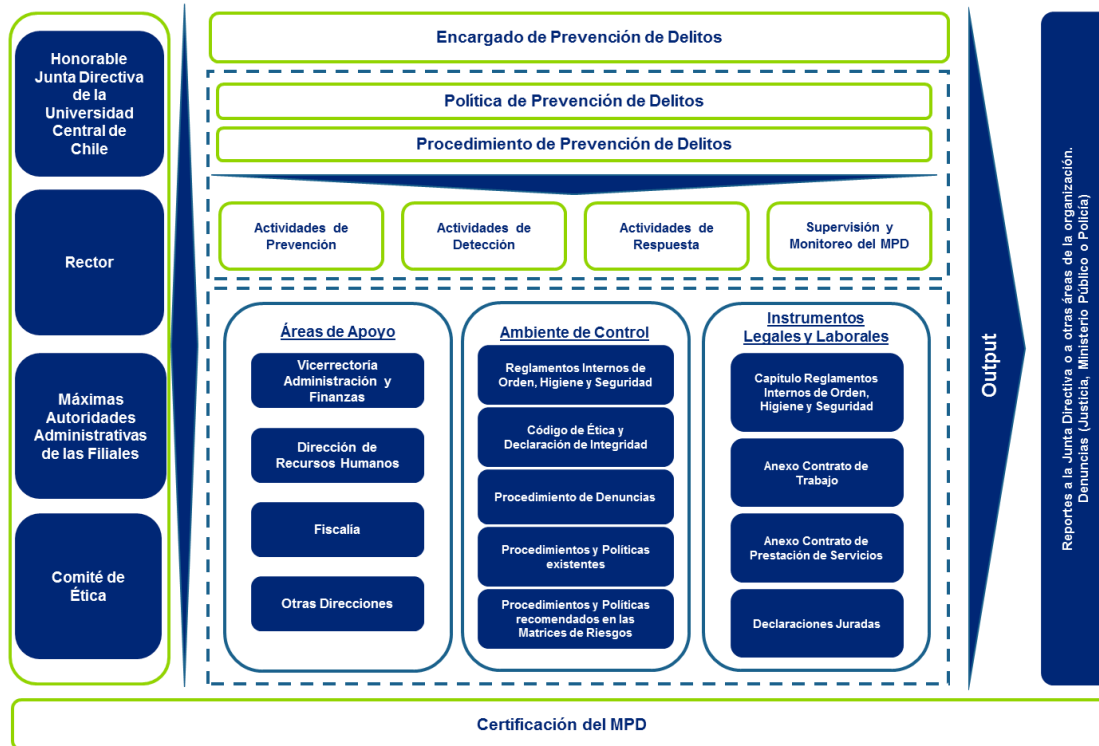 Honorable
Junta Directiva
de la
Universidad
Central de
Chile
Rector
Máximas
Autoridades
Administrativas
de las Filiales
Comité de
Ética
Encargado de Prevención de Delitos
Política de Prevención de Delitos
Procedimiento de Prevención de Delitos
Actividades de
Prevención
Actividades de
Detección
Actividades de
Respuesta
Supervisión y
Monitoreo del MPD
Áreas de Apoyo
Vicerrectoría
Administración y
Finanzas
Dirección de
Recursos Humanos
Fiscalía
Otras Direcciones
Ambiente de Control
Reglamentos Internos de
Orden, Higiene y Seguridad
Código de Ética y
Declaración de Integridad
Procedimiento de Denuncias
Procedimientos y Políticas
existentes
Procedimientos y Políticas
recomendados en las
Matrices de Riesgos
Instrumentos
Legales y Laborales
Capítulo Reglamentos
Internos de Orden,
Higiene y Seguridad
Anexo Contrato de
Trabajo
Anexo Contrato de
Prestación de Servicios
Declaraciones Juradas
Output
Reportes a la Junta Directiva o a otras áreas de la organización.
Denuncias (Justicia, Ministerio Público o Policía)
Certificación del MPD